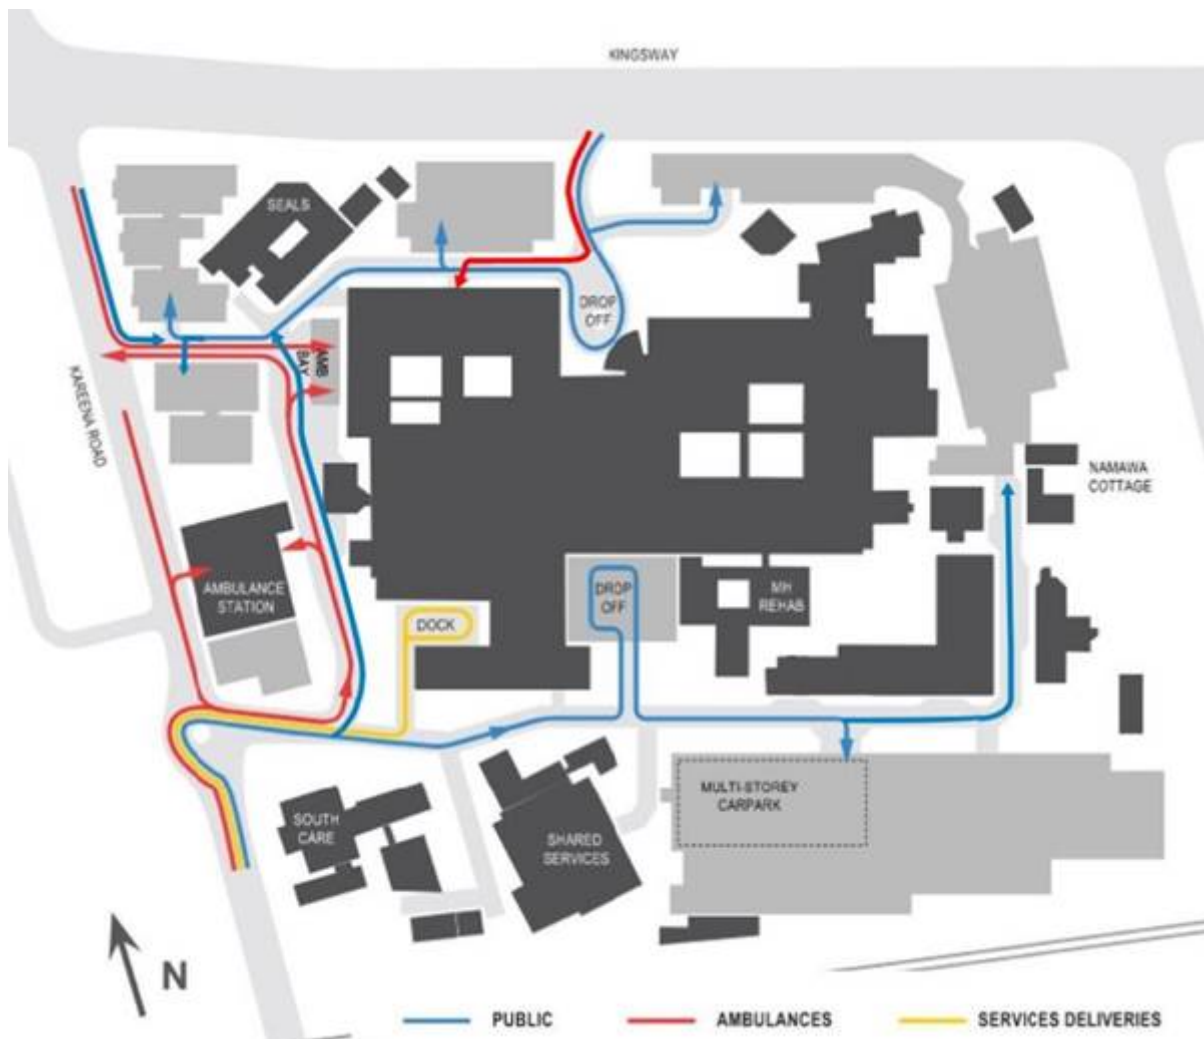 KINGSWAY
SEALS
DROP
OFF
AMB
BAY
KAREENA ROAD
NAMAWA
COTTAGE
AMBULANCE
STATION
DROP
OFF
MH
REHAB
DOCK
MULTI-STOREY
CARPARK
SOUTH
CARE
SHARED
SERVICES
N
PUBLIC
AMBULANCES
SERVICES DELIVERIES